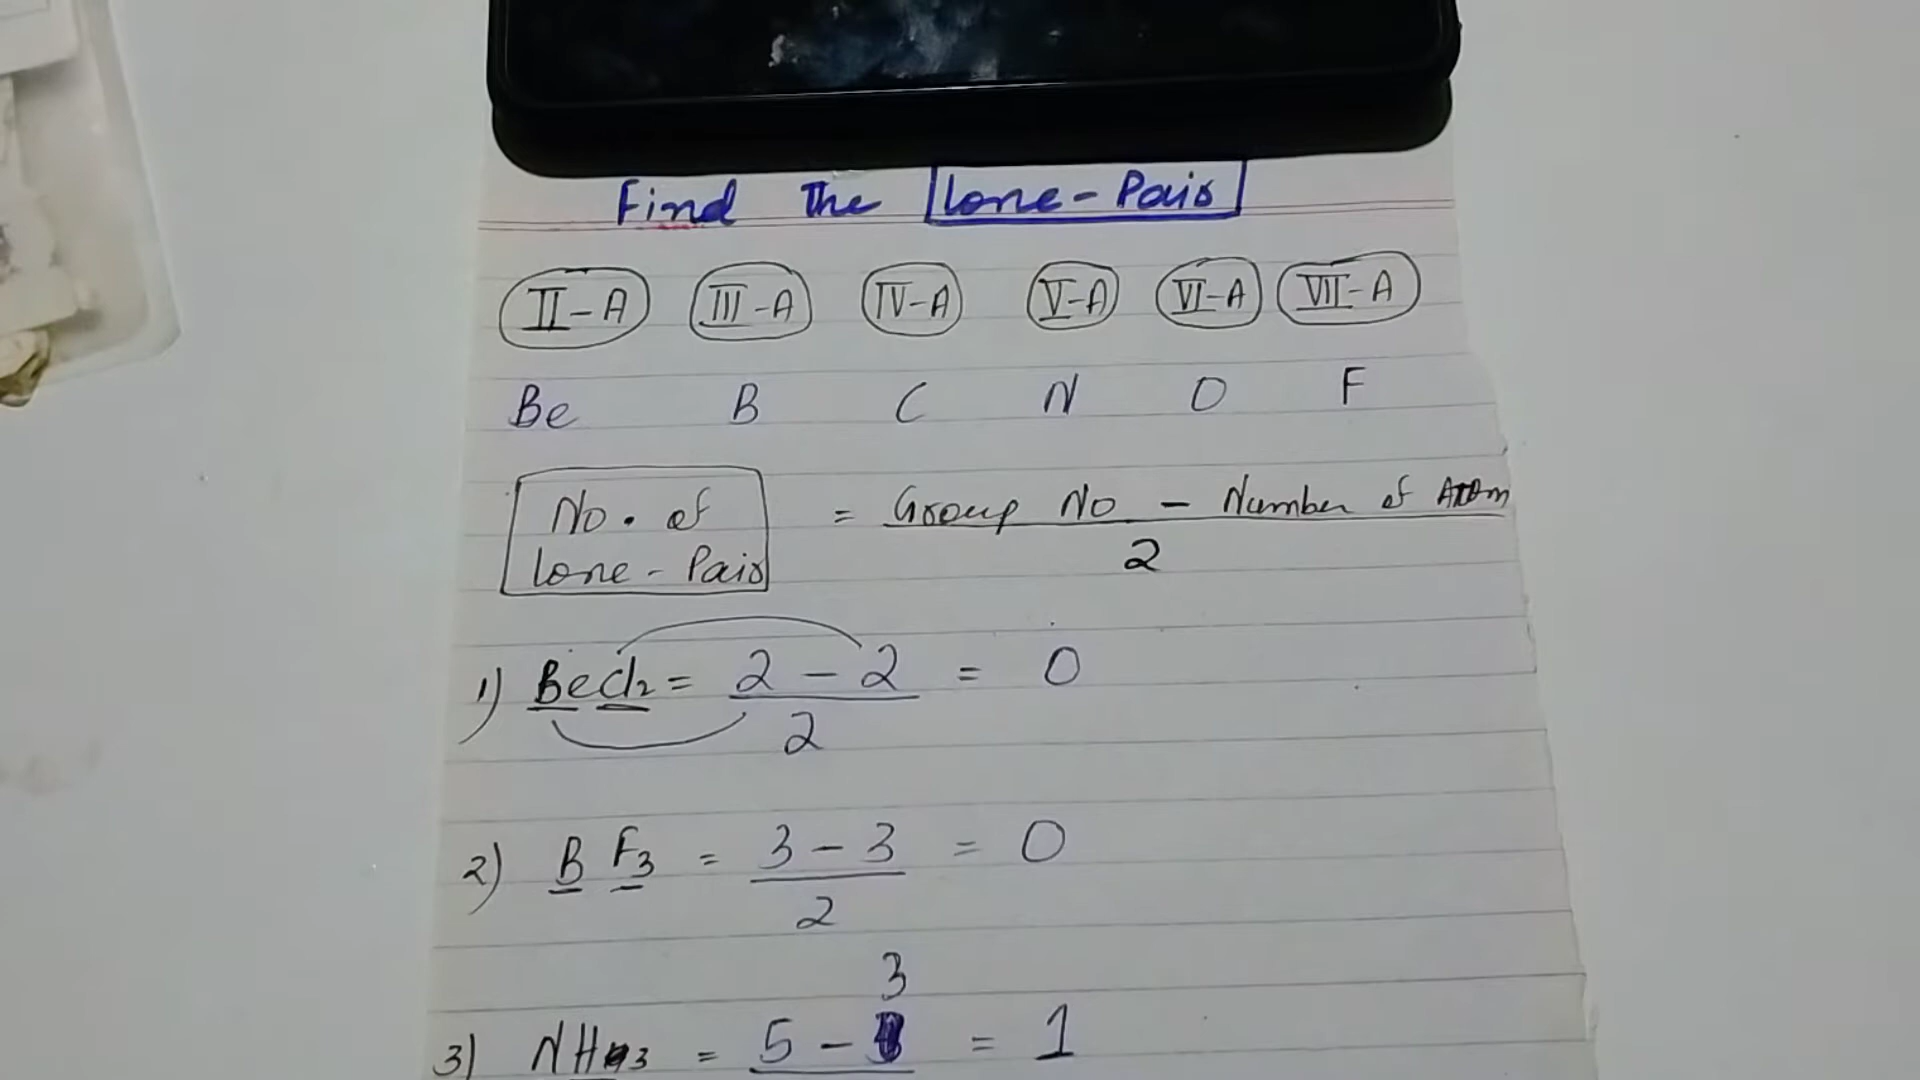 Find The Lone-Pair
II-A III-A IV-A V-A VI-A VII-A
Be B C N O F
No. of Lone-Pair = Group No - Number of Atom / 2
1) BeCl2 = 2 - 2 / 2 = 0
2) BF3 = 3 - 3 / 2 = 0
3
3) NH3 = 5 - = 1